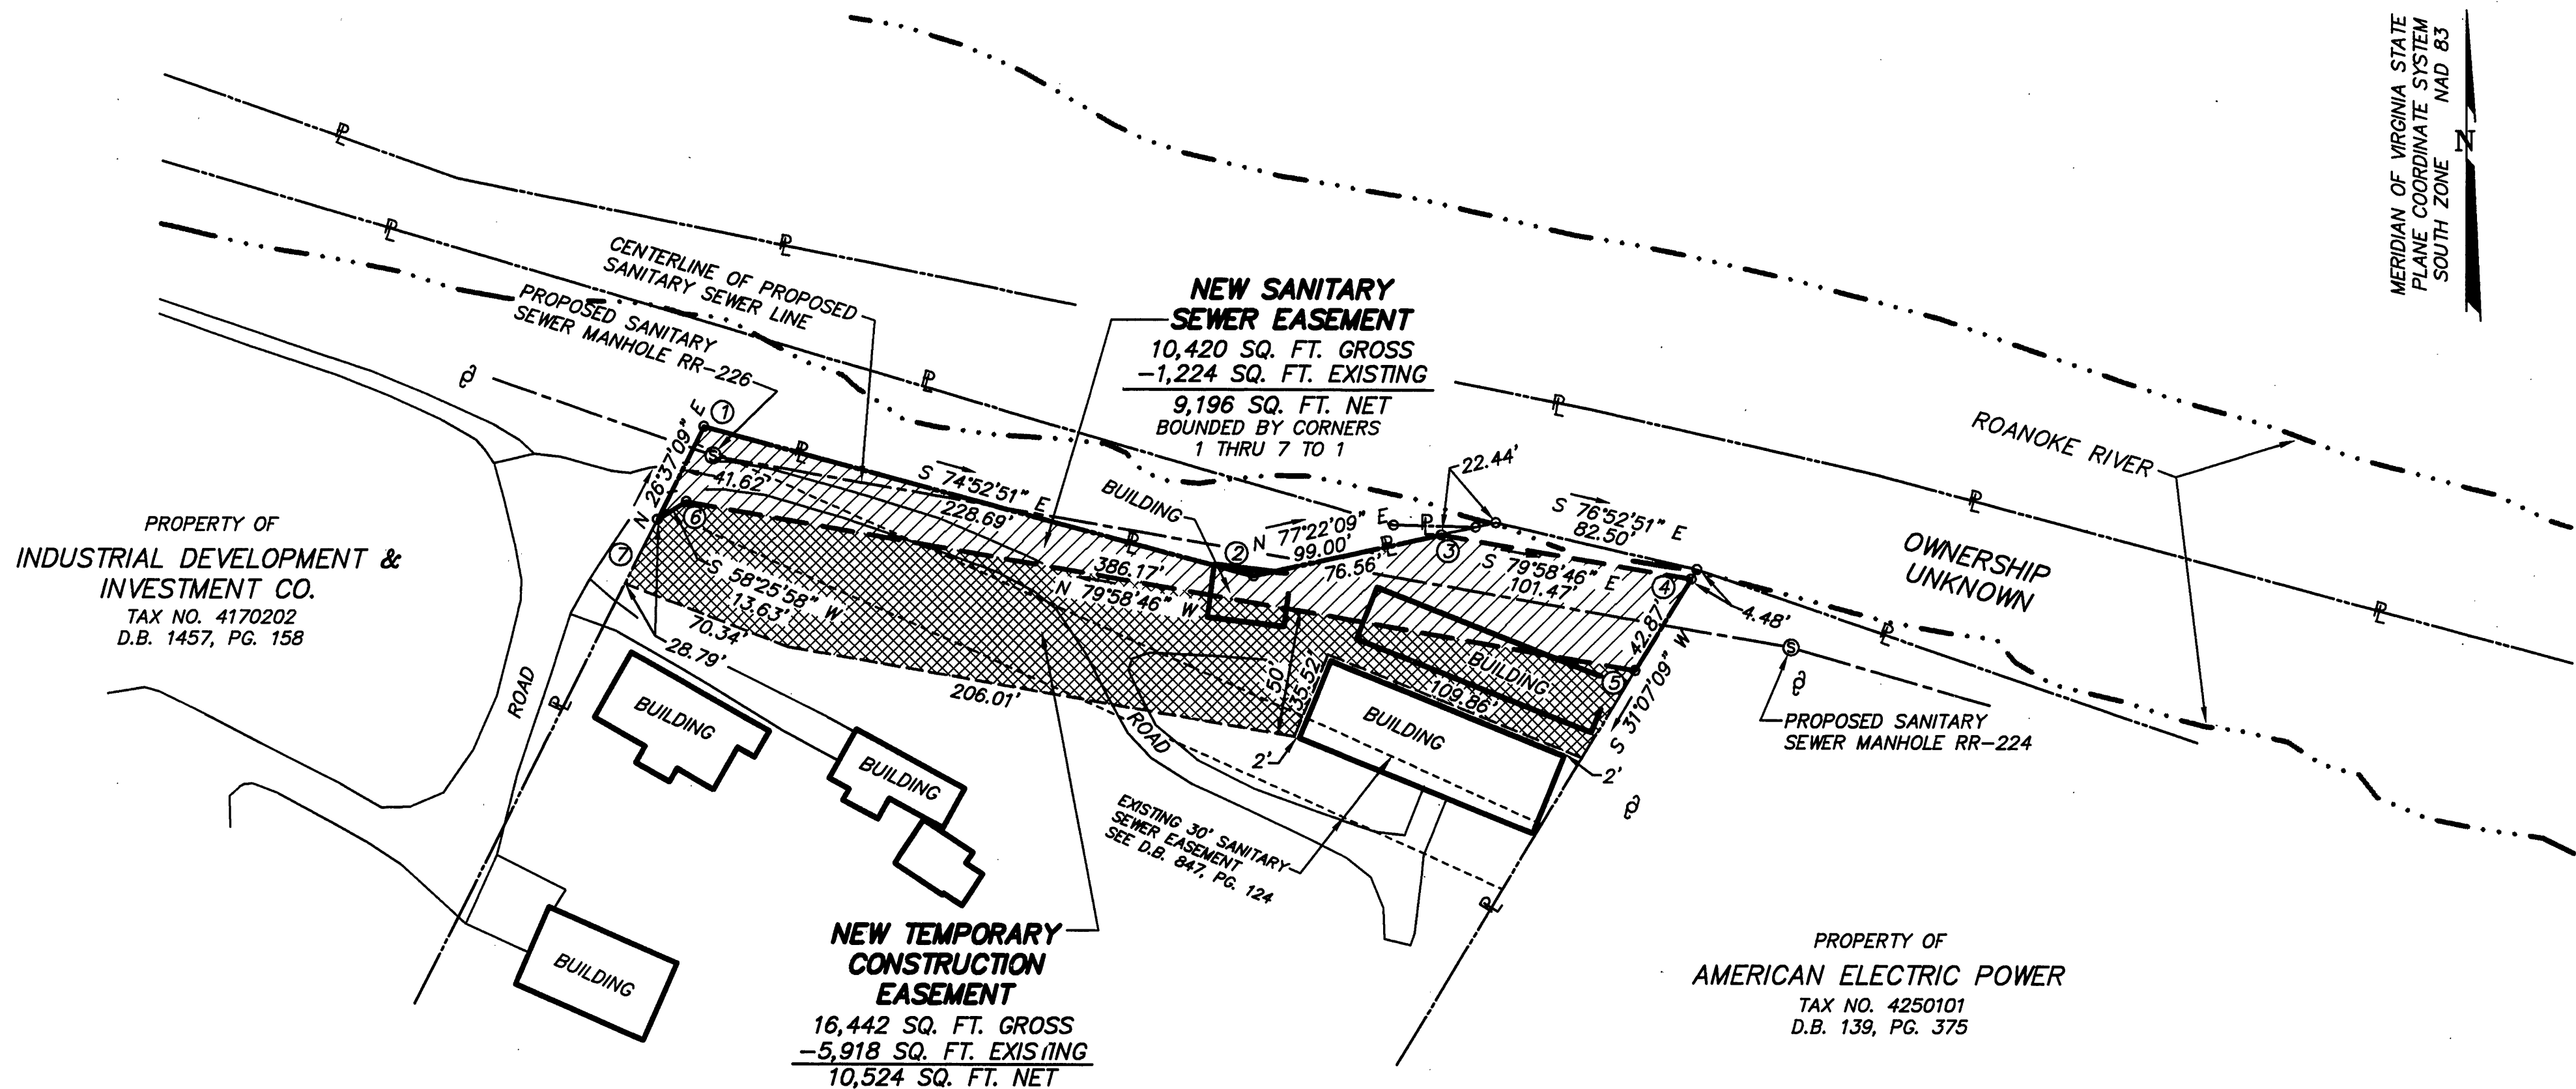 MERIDIAN OF VIRGINIA STATE
PLANE COORDINATE SYSTEM
SOUTH ZONE NAD 83
N
CENTERLINE OF PROPOSED
SANITARY SEWER LINE
PROPOSED SANITARY
SEWER MANHOLE RR-226
NEW SANITARY
SEWER EASEMENT
10,420 SQ. FT. GROSS
-1,224 SQ. FT. EXISTING
9,196 SQ. FT. NET
BOUNDED BY CORNERS
1 THRU 7 TO 1
ROANOKE RIVER
OWNERSHIP
UNKNOWN
PROPERTY OF
INDUSTRIAL DEVELOPMENT &
INVESTMENT CO.
TAX NO. 4170202
D.B. 1457, PG. 158
N 26°37'09" E
1
S
41.62'
S 74°52'51" E
228.69'
BUILDING
2
N 77°22'09" E
99.00'
76.56'
22.44'
3
S 76°52'51" E
82.50'
S 79°58'46" E
101.47'
4
4.48'
42.87'
S 31°07'09" W
5
386.17'
N 79°58'46" W
6
S 58°25'58" W
13.63'
7
70.34'
28.79'
206.01'
50'
35.52'
109.86'
BUILDING
BUILDING
2'
2'
S
PROPOSED SANITARY
SEWER MANHOLE RR-224
ROAD
ROAD
BUILDING
BUILDING
BUILDING
EXISTING 30' SANITARY
SEWER EASEMENT
SEE D.B. 847, PG. 124
NEW TEMPORARY
CONSTRUCTION
EASEMENT
16,442 SQ. FT. GROSS
-5,918 SQ. FT. EXISTING
10,524 SQ. FT. NET
PROPERTY OF
AMERICAN ELECTRIC POWER
TAX NO. 4250101
D.B. 139, PG. 375